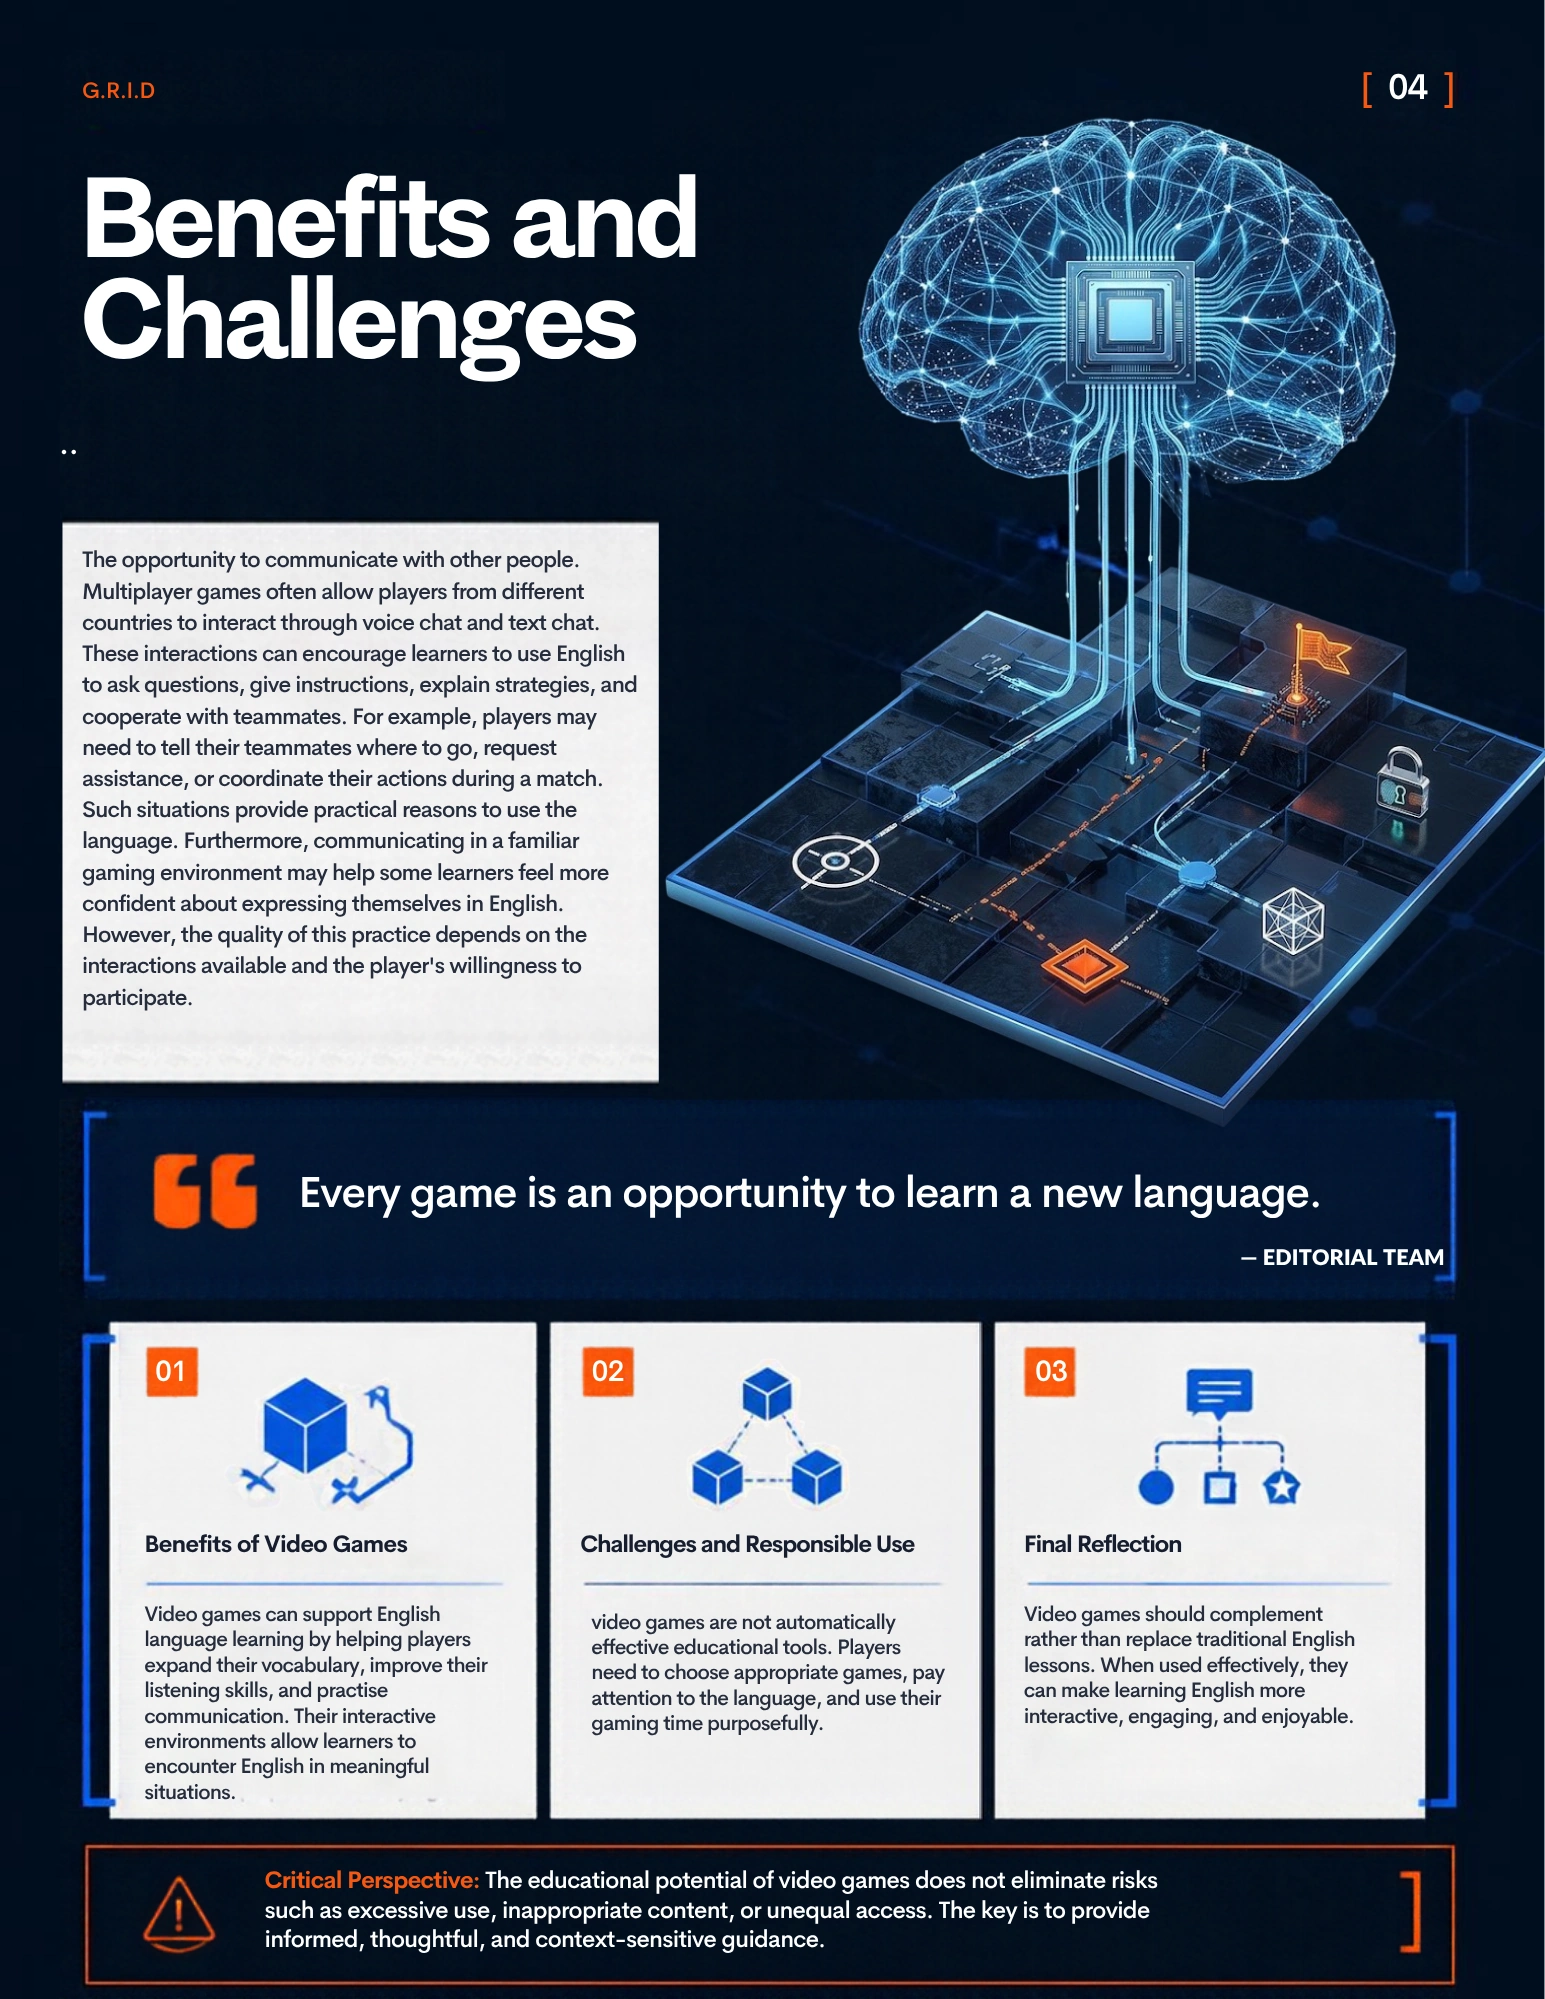 G.R.I.D
[ 04 ]
Benefits and
Challenges
..
The opportunity to communicate with other people.
Multiplayer games often allow players from different
countries to interact through voice chat and text chat.
These interactions can encourage learners to use English
to ask questions, give instructions, explain strategies, and
cooperate with teammates. For example, players may
need to tell their teammates where to go, request
assistance, or coordinate their actions during a match.
Such situations provide practical reasons to use the
language. Furthermore, communicating in a familiar
gaming environment may help some learners feel more
confident about expressing themselves in English.
However, the quality of this practice depends on the
interactions available and the player's willingness to
participate.
Every game is an opportunity to learn a new language.
— EDITORIAL TEAM
01
Benefits of Video Games
Video games can support English
language learning by helping players
expand their vocabulary, improve their
listening skills, and practise
communication. Their interactive
environments allow learners to
encounter English in meaningful
situations.
02
Challenges and Responsible Use
video games are not automatically
effective educational tools. Players
need to choose appropriate games, pay
attention to the language, and use their
gaming time purposefully.
03
Final Reflection
Video games should complement
rather than replace traditional English
lessons. When used effectively, they
can make learning English more
interactive, engaging, and enjoyable.
Critical Perspective: The educational potential of video games does not eliminate risks
such as excessive use, inappropriate content, or unequal access. The key is to provide
informed, thoughtful, and context-sensitive guidance.